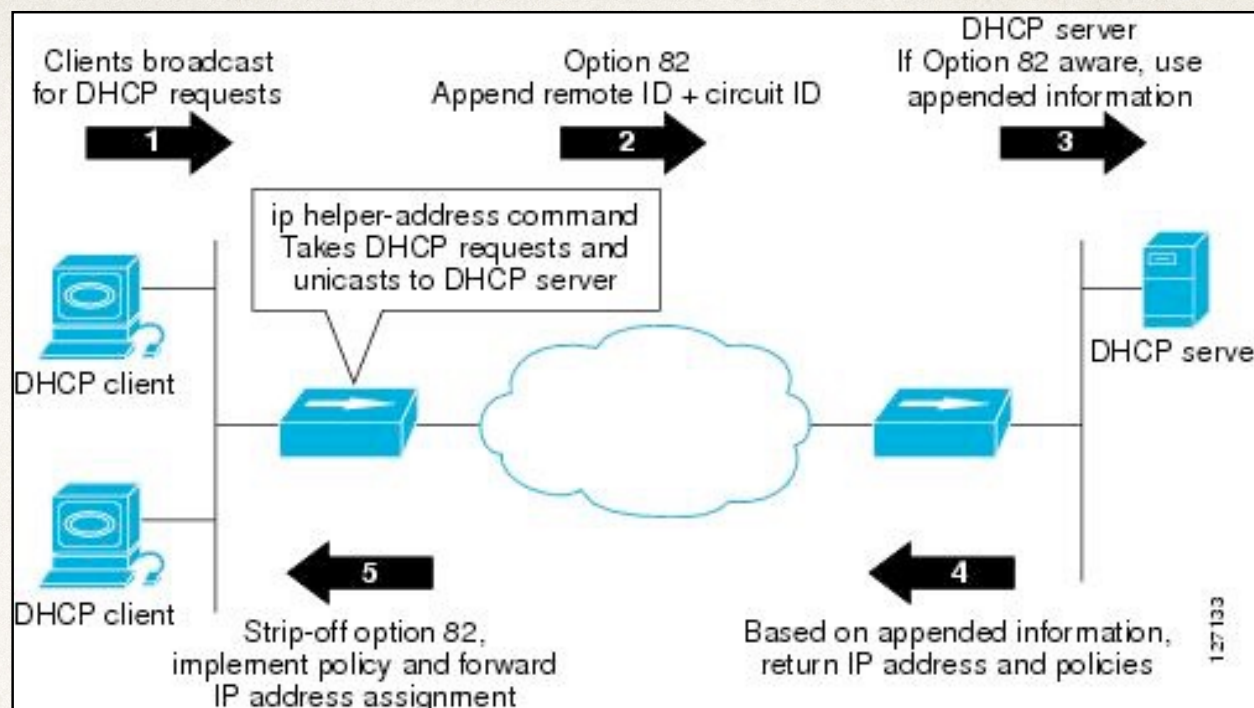 Clients broadcast
for DHCP requests
1
Option 82
Append remote ID + circuit ID
2
DHCP server
If Option 82 aware, use
appended information
3
ip helper-address command
Takes DHCP requests and
unicasts to DHCP server
DHCP client
DHCP server
DHCP client
5
Strip-off option 82,
implement policy and forward
IP address assignment
4
Based on appended information,
return IP address and policies
127133